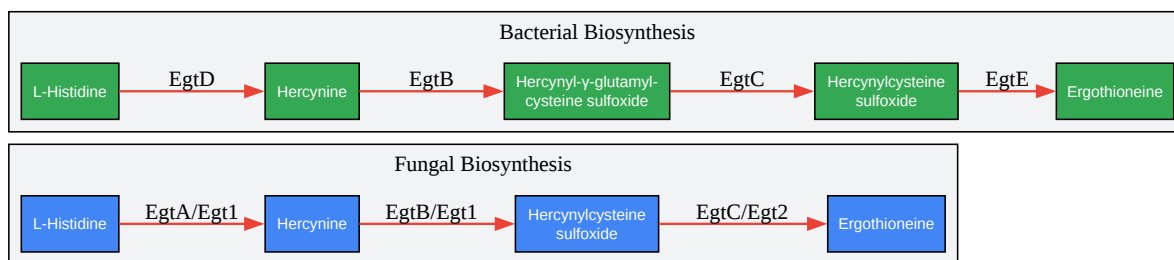 Bacterial Biosynthesis
EgtD
EgtB
EgtC
EgtE
L-Histidine
Hercynine
Hercynyl-γ-glutamyl-
cysteine sulfoxide
Hercynylcysteine
sulfoxide
Ergothioneine
Fungal Biosynthesis
EgtA/Egt1
EgtB/Egt1
EgtC/Egt2
L-Histidine
Hercynine
Hercynylcysteine
sulfoxide
Ergothioneine